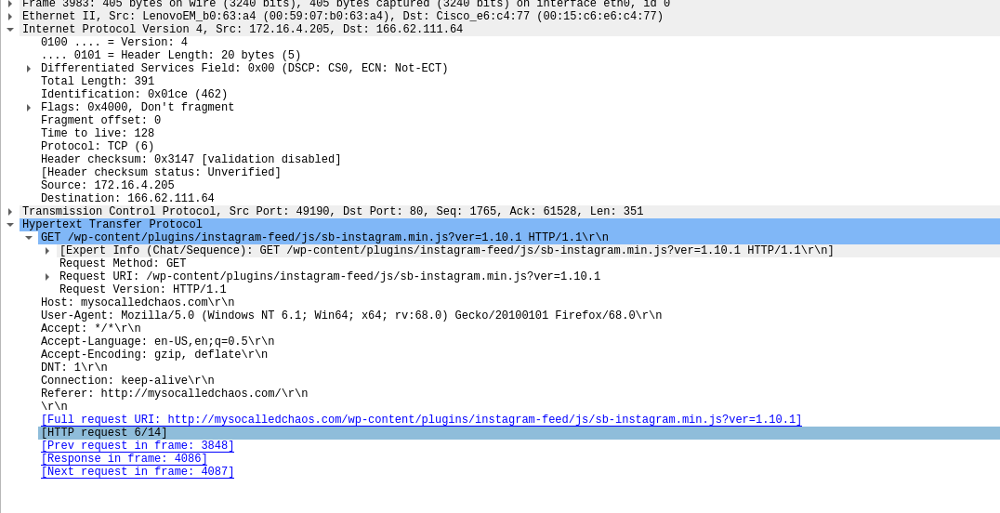 Frame 3983: 405 bytes on wire (3240 bits), 405 bytes captured (3240 bits) on interface eth0, id 0
Ethernet II, Src: LenovoEM_b0:63:a4 (00:59:07:b0:63:a4), Dst: Cisco_e6:c4:77 (00:15:c6:e6:c4:77)
Internet Protocol Version 4, Src: 172.16.4.205, Dst: 166.62.111.64
0100 .... = Version: 4
.... 0101 = Header Length: 20 bytes (5)
Differentiated Services Field: 0x00 (DSCP: CS0, ECN: Not-ECT)
Total Length: 391
Identification: 0x01ce (462)
Flags: 0x4000, Don't fragment
Fragment offset: 0
Time to live: 128
Protocol: TCP (6)
Header checksum: 0x3147 [validation disabled]
[Header checksum status: Unverified]
Source: 172.16.4.205
Destination: 166.62.111.64
Transmission Control Protocol, Src Port: 49190, Dst Port: 80, Seq: 1765, Ack: 61528, Len: 351
Hypertext Transfer Protocol
GET /wp-content/plugins/instagram-feed/js/sb-instagram.min.js?ver=1.10.1 HTTP/1.1\r\n
[Expert Info (Chat/Sequence): GET /wp-content/plugins/instagram-feed/js/sb-instagram.min.js?ver=1.10.1 HTTP/1.1\r\n]
Request Method: GET
Request URI: /wp-content/plugins/instagram-feed/js/sb-instagram.min.js?ver=1.10.1
Request Version: HTTP/1.1
Host: mysocalledchaos.com\r\n
User-Agent: Mozilla/5.0 (Windows NT 6.1; Win64; x64; rv:68.0) Gecko/20100101 Firefox/68.0\r\n
Accept: */*\r\n
Accept-Language: en-US,en;q=0.5\r\n
Accept-Encoding: gzip, deflate\r\n
DNT: 1\r\n
Connection: keep-alive\r\n
Referer: http://mysocalledchaos.com/\r\n
\r\n
[Full request URI: http://mysocalledchaos.com/wp-content/plugins/instagram-feed/js/sb-instagram.min.js?ver=1.10.1]
[HTTP request 6/14]
[Prev request in frame: 3848]
[Response in frame: 4086]
[Next request in frame: 4087]